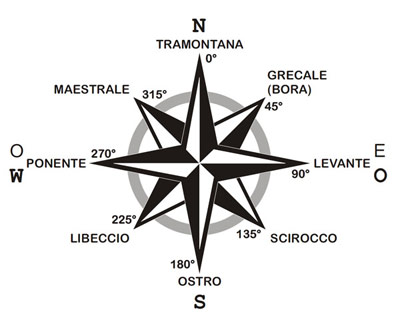 N
TRAMONTANA
0°
MAESTRALE
315°
GRECALE
(BORA)
45°
O
W
PONENTE
270°
LEVANTE
90°
E
O
225°
LIBECCIO
135°
SCIROCCO
180°
OSTRO
S